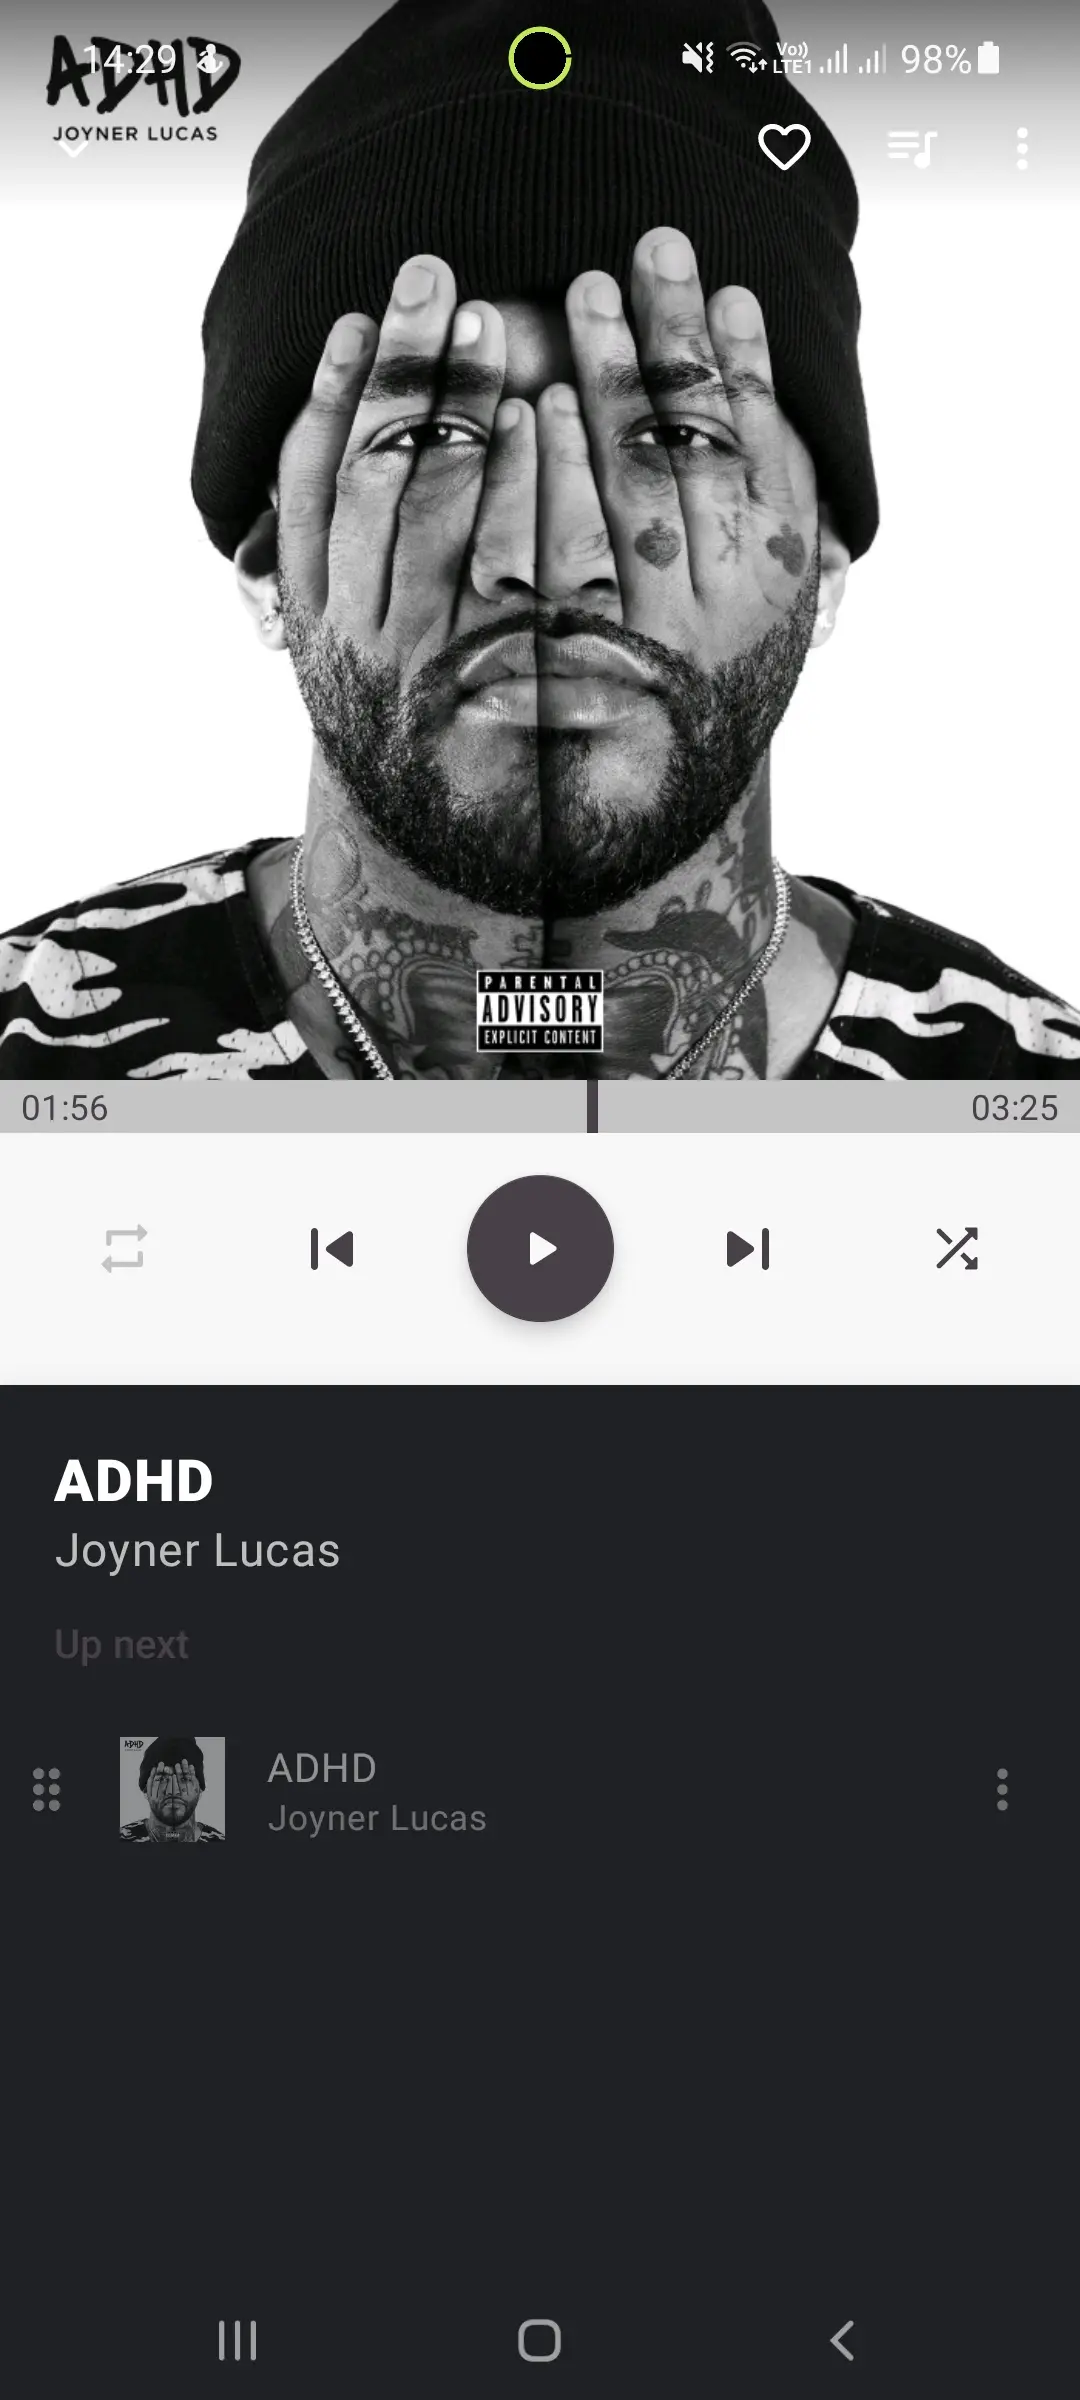 14:29
Vo))
LTE1
98%
ADHD
JOYNER LUCAS
PARENTAL
ADVISORY
EXPLICIT CONTENT
01:56
03:25
ADHD
Joyner Lucas
Up next
ADHD
Joyner Lucas